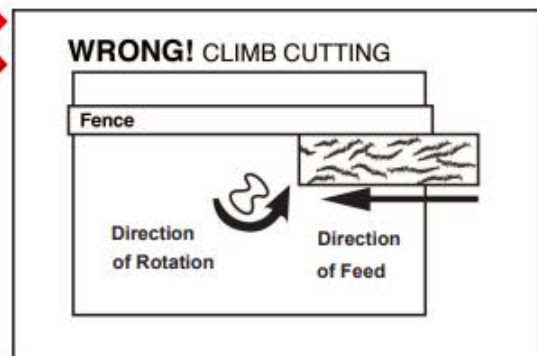 WRONG! CLIMB CUTTING
Fence
Direction
of Rotation
Direction
of Feed